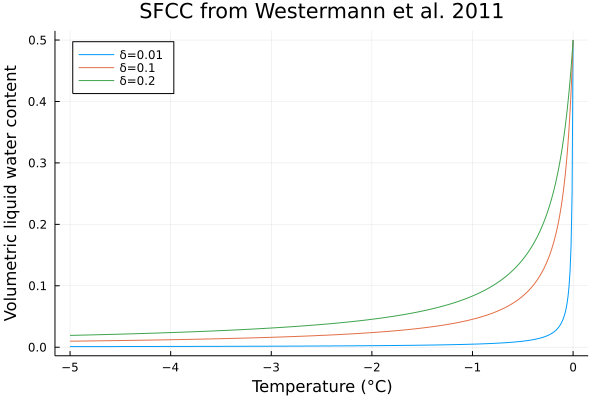 SFCC from Westermann et al. 2011
δ=0.01
δ=0.1
δ=0.2
Volumetric liquid water content
0.5
0.4
0.3
0.2
0.1
0.0
−5 −4 −3 −2 −1 0
Temperature (°C)